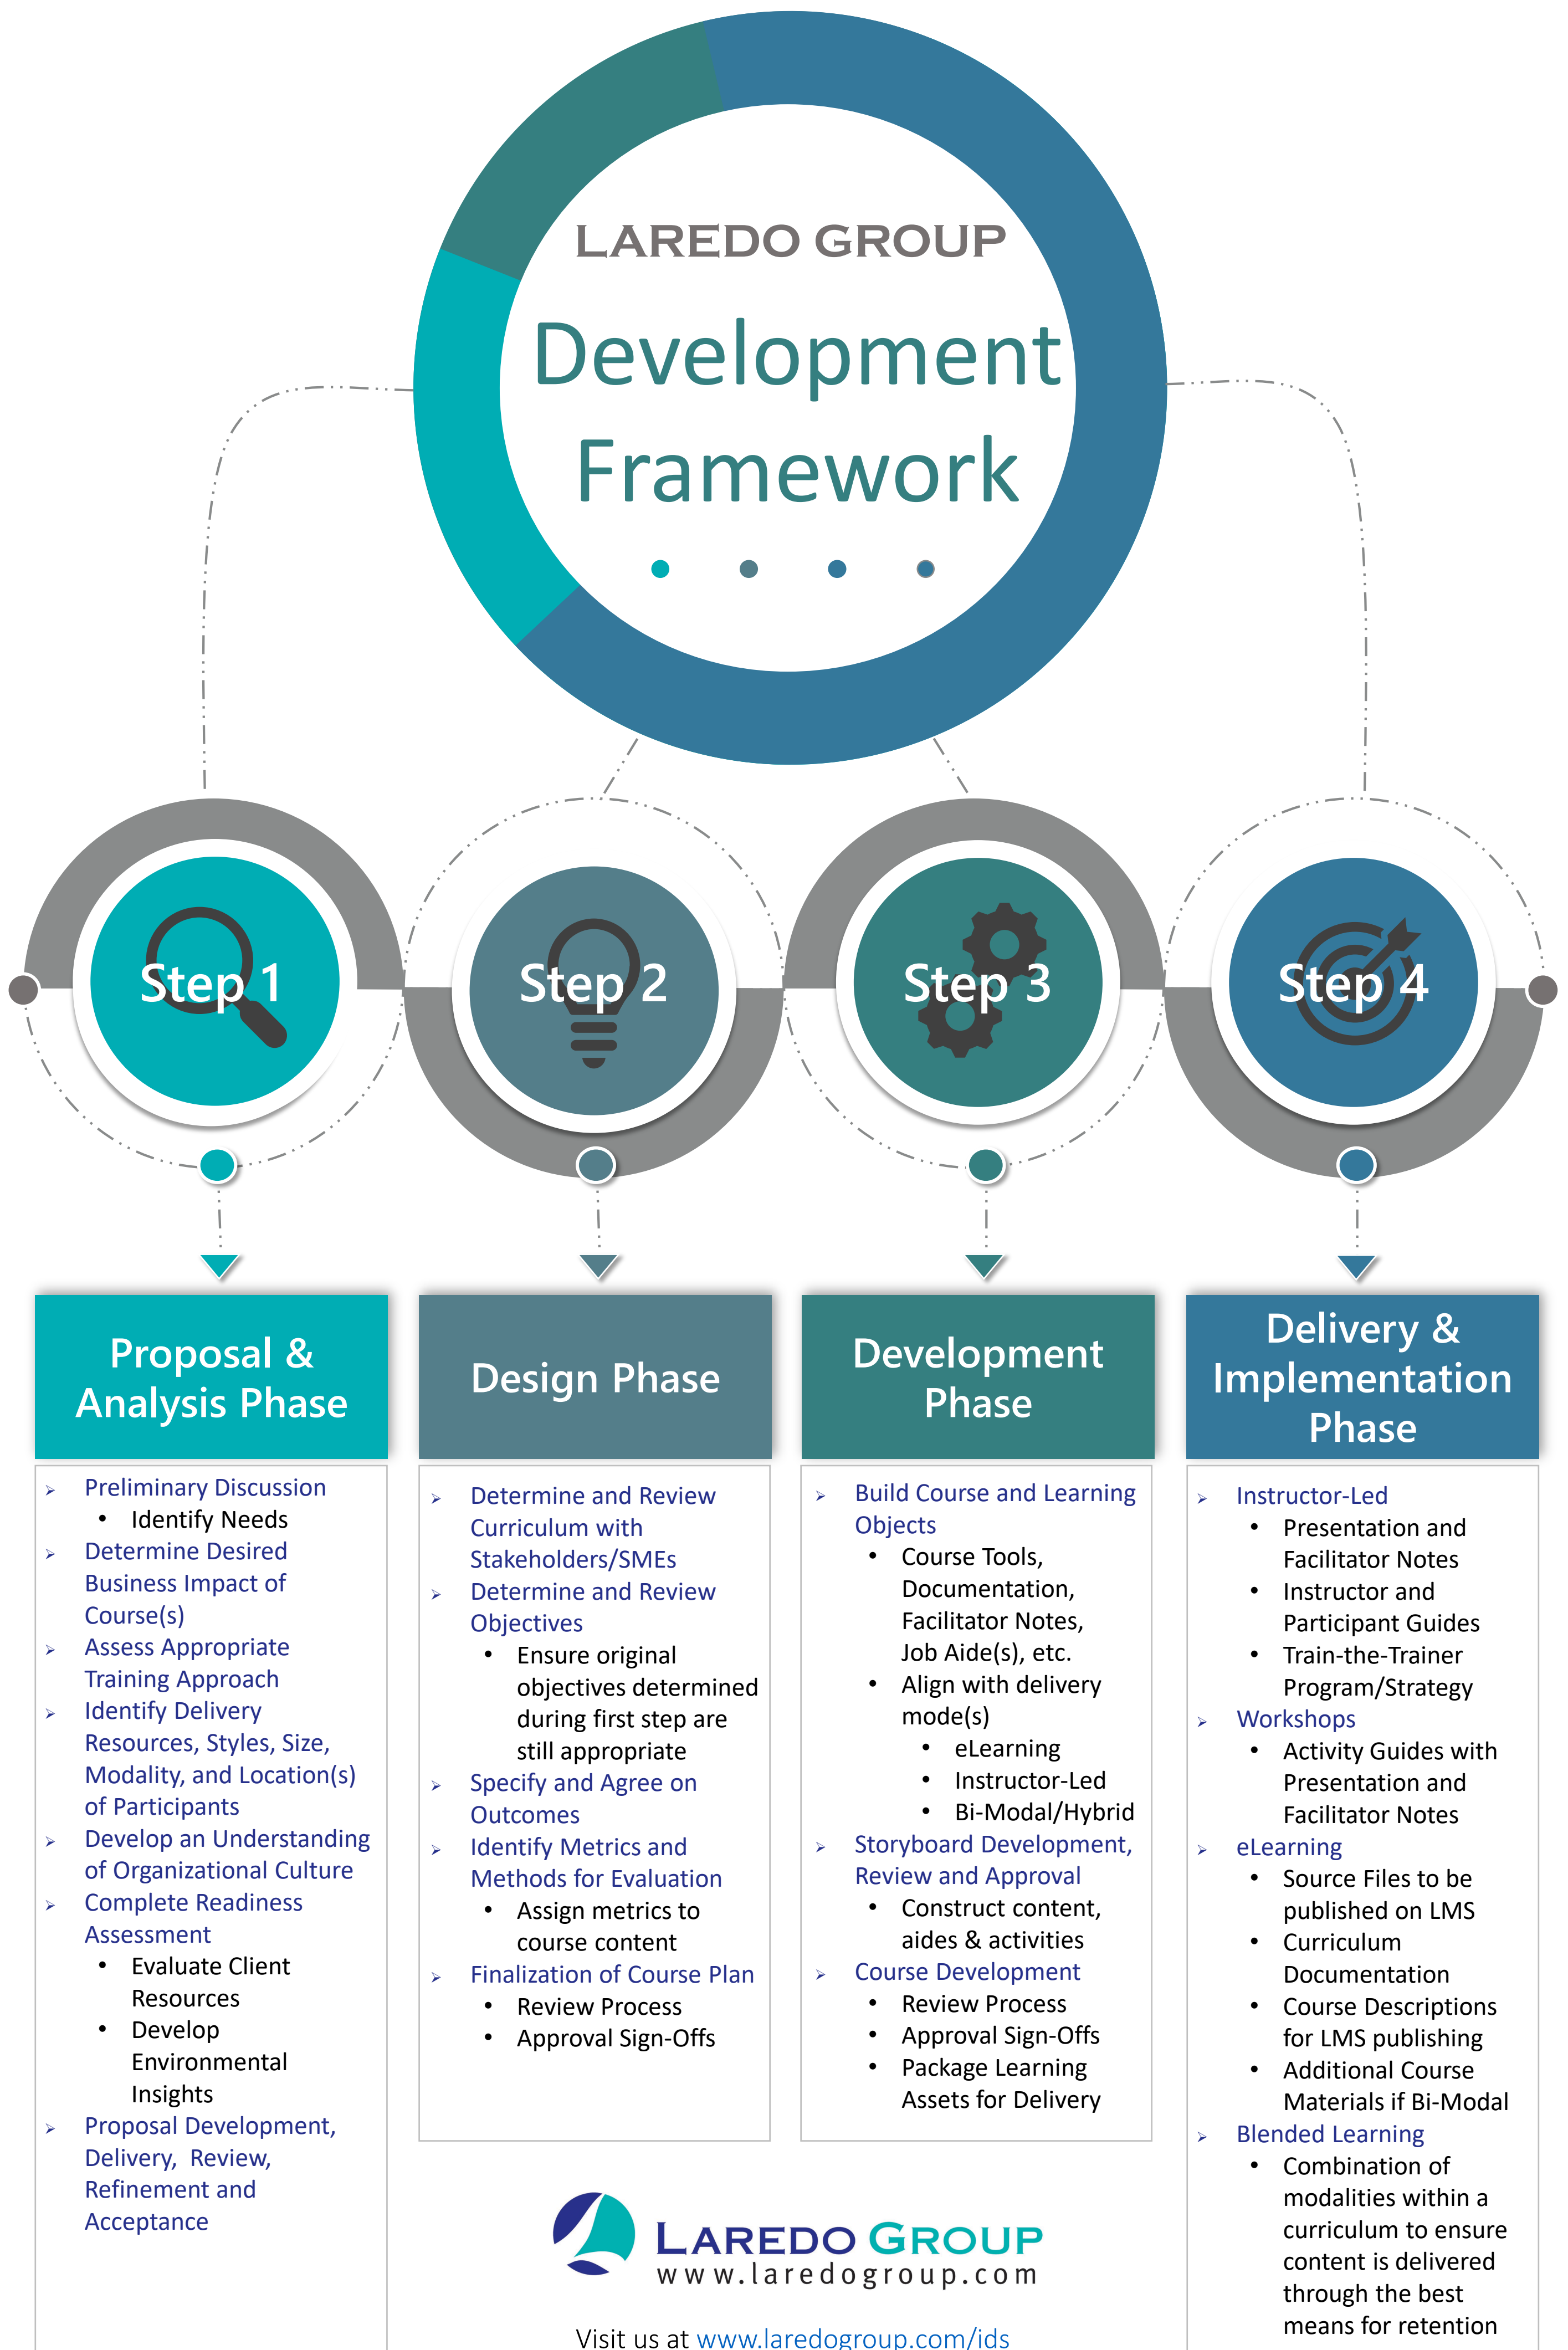 LAREDO GROUP
Development
Framework
Step 1
Step 2
Step 3
Step 4
Proposal &
Analysis Phase
Preliminary Discussion
• Identify Needs
Determine Desired
Business Impact of
Course(s)
Assess Appropriate
Training Approach
Identify Delivery
Resources, Styles, Size,
Modality, and Location(s)
of Participants
Develop an Understanding
of Organizational Culture
Complete Readiness
Assessment
• Evaluate Client
Resources
• Develop
Environmental
Insights
Proposal Development,
Delivery, Review,
Refinement and
Acceptance
Design Phase
Determine and Review
Curriculum with
Stakeholders/SMEs
Determine and Review
Objectives
• Ensure original
objectives determined
during first step are
still appropriate
Specify and Agree on
Outcomes
Identify Metrics and
Methods for Evaluation
• Assign metrics to
course content
Finalization of Course Plan
• Review Process
• Approval Sign-Offs
Development
Phase
Build Course and Learning
Objects
• Course Tools,
Documentation,
Facilitator Notes,
Job Aide(s), etc.
• Align with delivery
mode(s)
• eLearning
• Instructor-Led
• Bi-Modal/Hybrid
Storyboard Development,
Review and Approval
• Construct content,
aides & activities
Course Development
• Review Process
• Approval Sign-Offs
• Package Learning
Assets for Delivery
Delivery &
Implementation
Phase
Instructor-Led
• Presentation and
Facilitator Notes
• Instructor and
Participant Guides
• Train-the-Trainer
Program/Strategy
Workshops
• Activity Guides with
Presentation and
Facilitator Notes
eLearning
• Source Files to be
published on LMS
• Curriculum
Documentation
• Course Descriptions
for LMS publishing
• Additional Course
Materials if Bi-Modal
Blended Learning
• Combination of
modalities within a
curriculum to ensure
content is delivered
through the best
means for retention
LAREDO GROUP
www.laredogroup.com
Visit us at www.laredogroup.com/ids